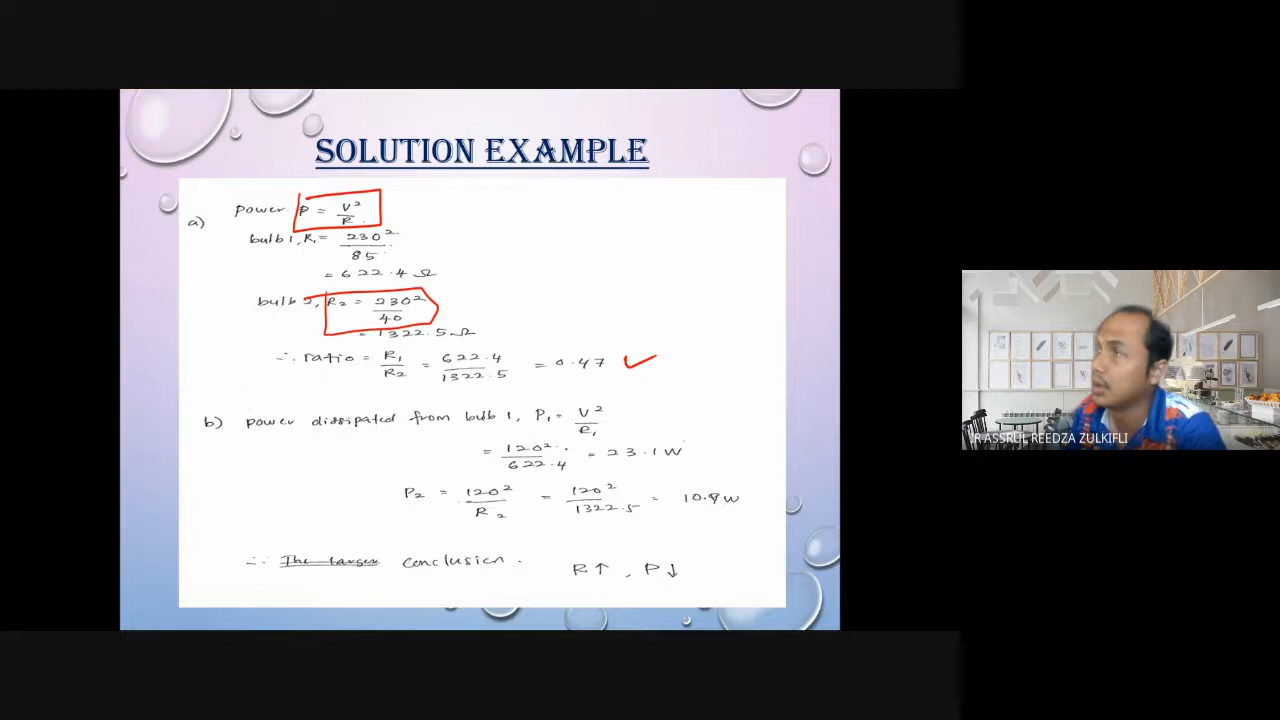 SOLUTION EXAMPLE
a) Power P = V²/R
bulb 1, R₁ = 230²/85
= 622.4 Ω
bulb 2, R₂ = 230²/40
= 1322.5 Ω
∴ ratio = R₁/R₂ = 622.4/1322.5 = 0.47 ✓
b) power dissipated from bulb 1, P₁ = V²/R₁
= 120²/622.4 = 23.1 W
P₂ = 120²/R₂ = 120²/1322.5 = 10.9 W
∴ The larger conclusion.
R↑, P↓
R ASSRUL REEDZA ZULKIFLI